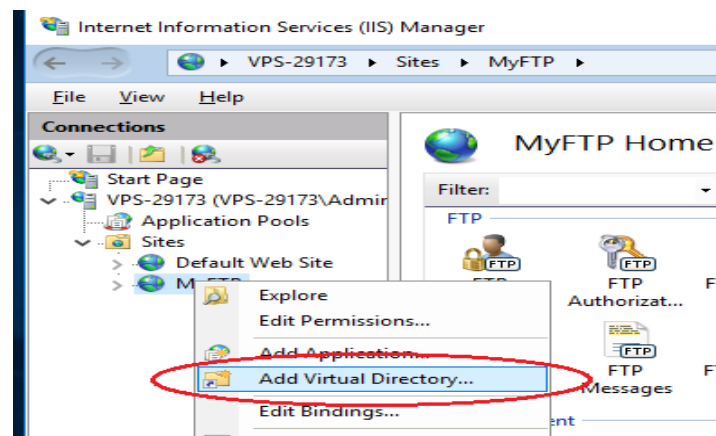 Internet Information Services (IIS) Manager
VPS-29173 Sites MyFTP
File View Help
Connections
Start Page
VPS-29173 (VPS-29173\Admir
Application Pools
Sites
Default Web Site
MyFTP Home
Filter:
FTP
FTP
FTP
FTP
Authorizat...
FTP
FTP
Messages
Explore
Edit Permissions...
Add Application...
Add Virtual Directory...
Edit Bindings...